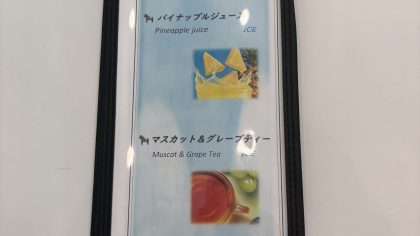 パイナップルジュース
Pineapple Juice ICE
マスカット＆グレープティー
Muscat & Grape Tea ICE